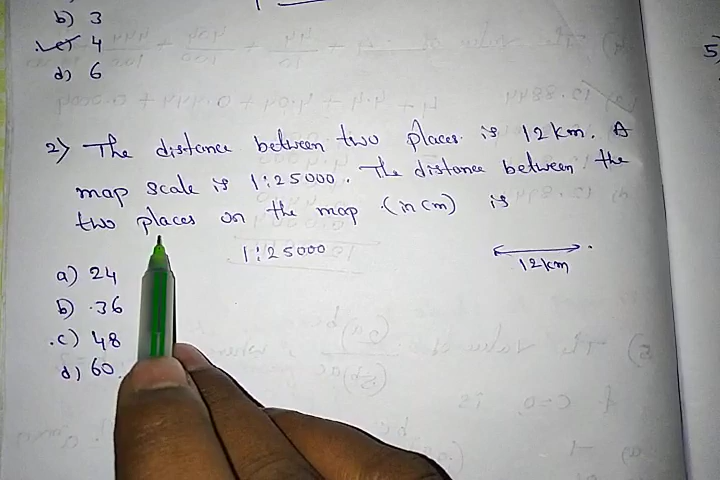 b) 3
c) 4
d) 6
5)
2) The distance between two places is 12 km. A
map scale is 1:25000. The distance between the
two places on the map (in cm) is
1:25000
12km
a) 24
b) 36
c) 48
d) 60